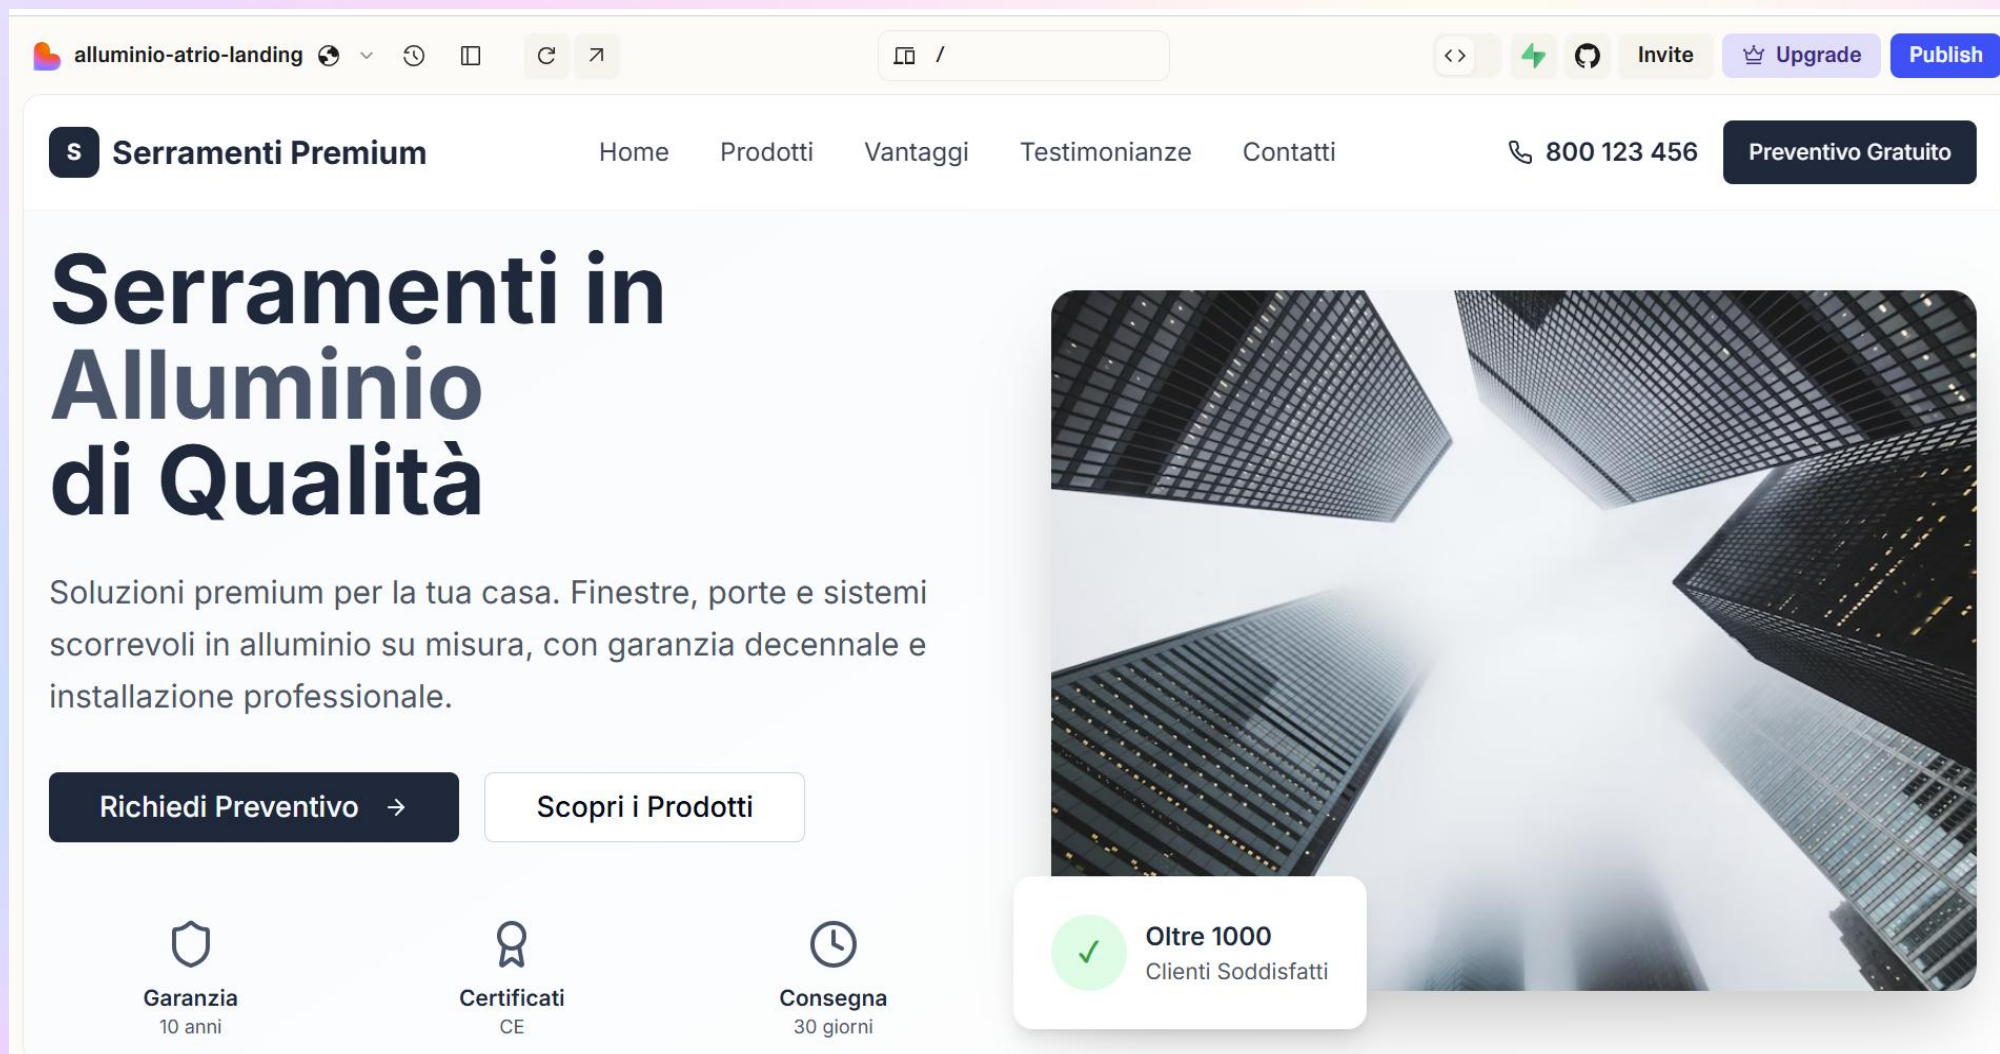 alluminio-atrio-landing
/
Invite
Upgrade
Publish
S
Serramenti Premium
Home
Prodotti
Vantaggi
Testimonianze
Contatti
800 123 456
Preventivo Gratuito
Serramenti in
Alluminio
di Qualità
Soluzioni premium per la tua casa. Finestre, porte e sistemi
scorrevoli in alluminio su misura, con garanzia decennale e
installazione professionale.
Richiedi Preventivo →
Scopri i Prodotti
Garanzia
10 anni
Certificati
CE
Consegna
30 giorni
✓
Oltre 1000
Clienti Soddisfatti